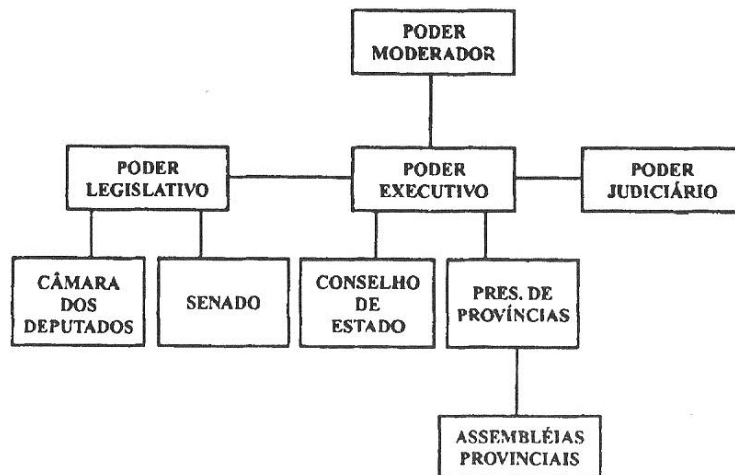 PODER
MODERADOR
PODER
LEGISLATIVO
PODER
EXECUTIVO
PODER
JUDICIÁRIO
CÂMARA
DOS
DEPUTADOS
SENADO
CONSELHO
DE
ESTADO
PRES. DE
PROVÍNCIAS
ASSEMBLÉIAS
PROVINCIAIS